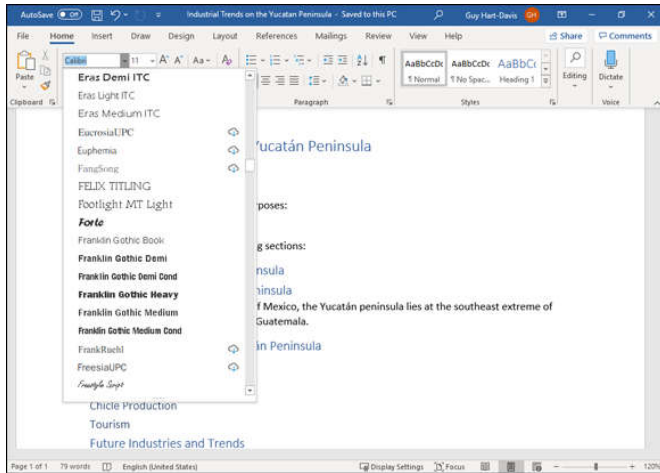 AutoSave Off Industrial Trends on the Yucatan Peninsula - Saved to this PC Guy Hart-Davis GH
File Home Insert Draw Design Layout References Mailings Review View Help Share Comments
Calibri 11 A A Aa A
Paste
AaBbCcDc AaBbCcDc AaBbCc
¶ Normal ¶ No Spac... Heading 1
Editing Dictate
Clipboard Paragraph Styles Voice
Eras Demi ITC
Eras Light ITC
Eras Medium ITC
EucrosiaUPC
Euphemia
FangSong
FELIX TITLING
Footlight MT Light
Forte
Franklin Gothic Book
Franklin Gothic Demi
Franklin Gothic Demi Cond
Franklin Gothic Heavy
Franklin Gothic Medium
Franklin Gothic Medium Cond
FrankRuehl
FreesiaUPC
Freestyle Script
Yucatán Peninsula
poses:
g sections:
nsula
ninsula
f Mexico, the Yucatán peninsula lies at the southeast extreme of
Guatemala.
án Peninsula
Chicle Production
Tourism
Future Industries and Trends
Page 1 of 1 79 words English (United States) Display Settings Focus 120%